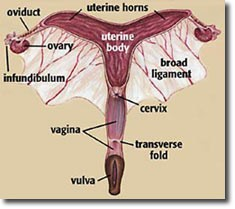 uterine horns
oviduct
ovary
uterine
body
infundibulum
broad
ligament
cervix
vagina
transverse
fold
vulva